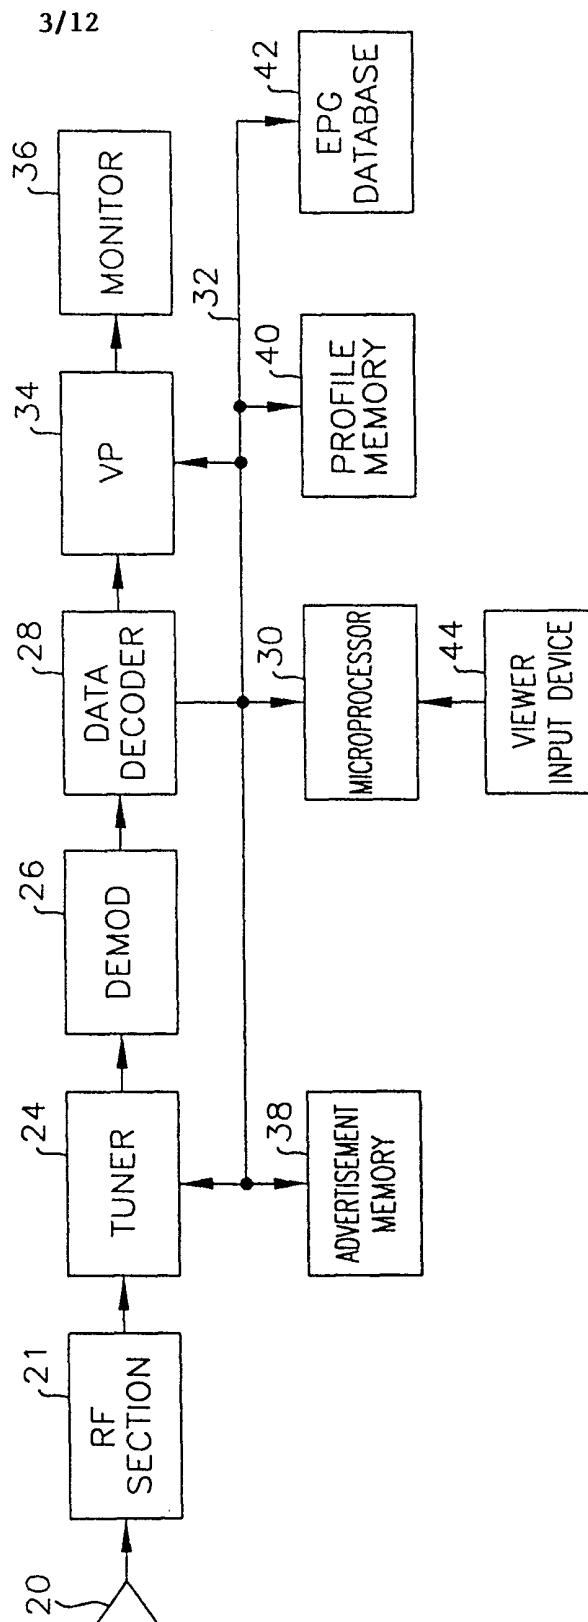 3/12
20
21
RF
SECTION
24
TUNER
26
DEMOD
28
DATA
DECODER
34
VP
36
MONITOR
32
38
ADVERTISEMENT
MEMORY
30
MICROPROCESSOR
40
PROFILE
MEMORY
42
EPG
DATABASE
44
VIEWER
INPUT DEVICE